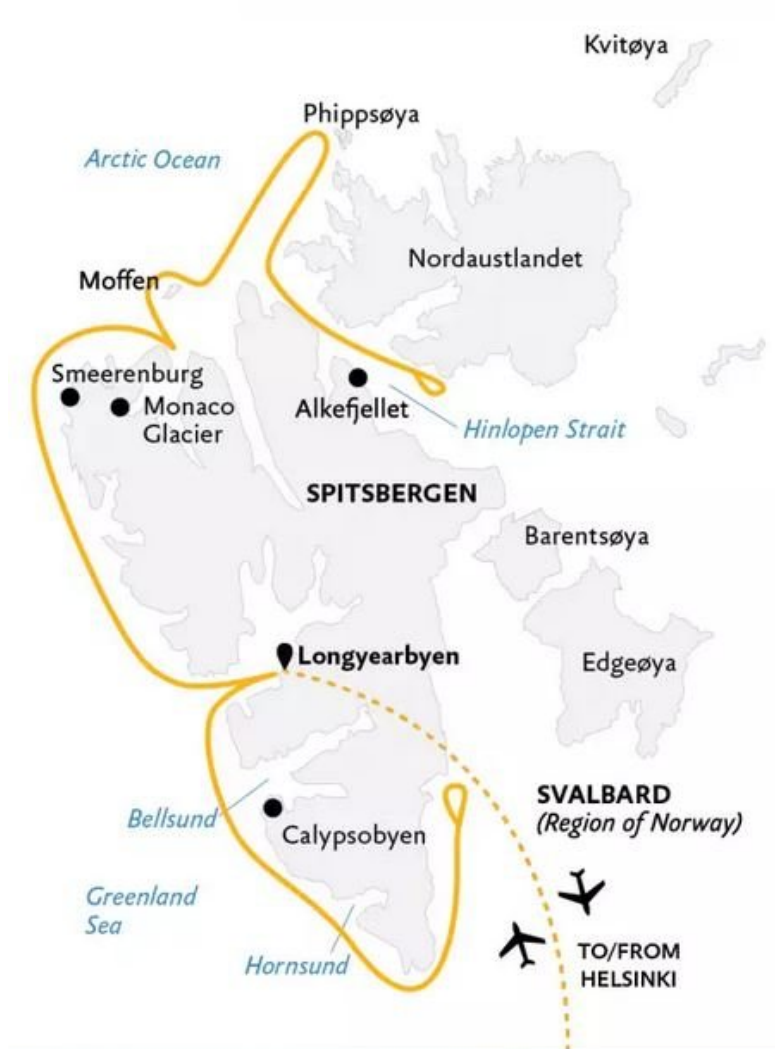 Kvitøya
Phippsøya
Arctic Ocean
Nordaustlandet
Moffen
Smeerenburg
Monaco
Glacier
Alkefjellet
Hinlopen Strait
SPITSBERGEN
Barentsøya
Longyearbyen
Edgeøya
SVALBARD
(Region of Norway)
Bellsund
Calypsobyen
Greenland
Sea
Hornsund
TO/FROM
HELSINKI